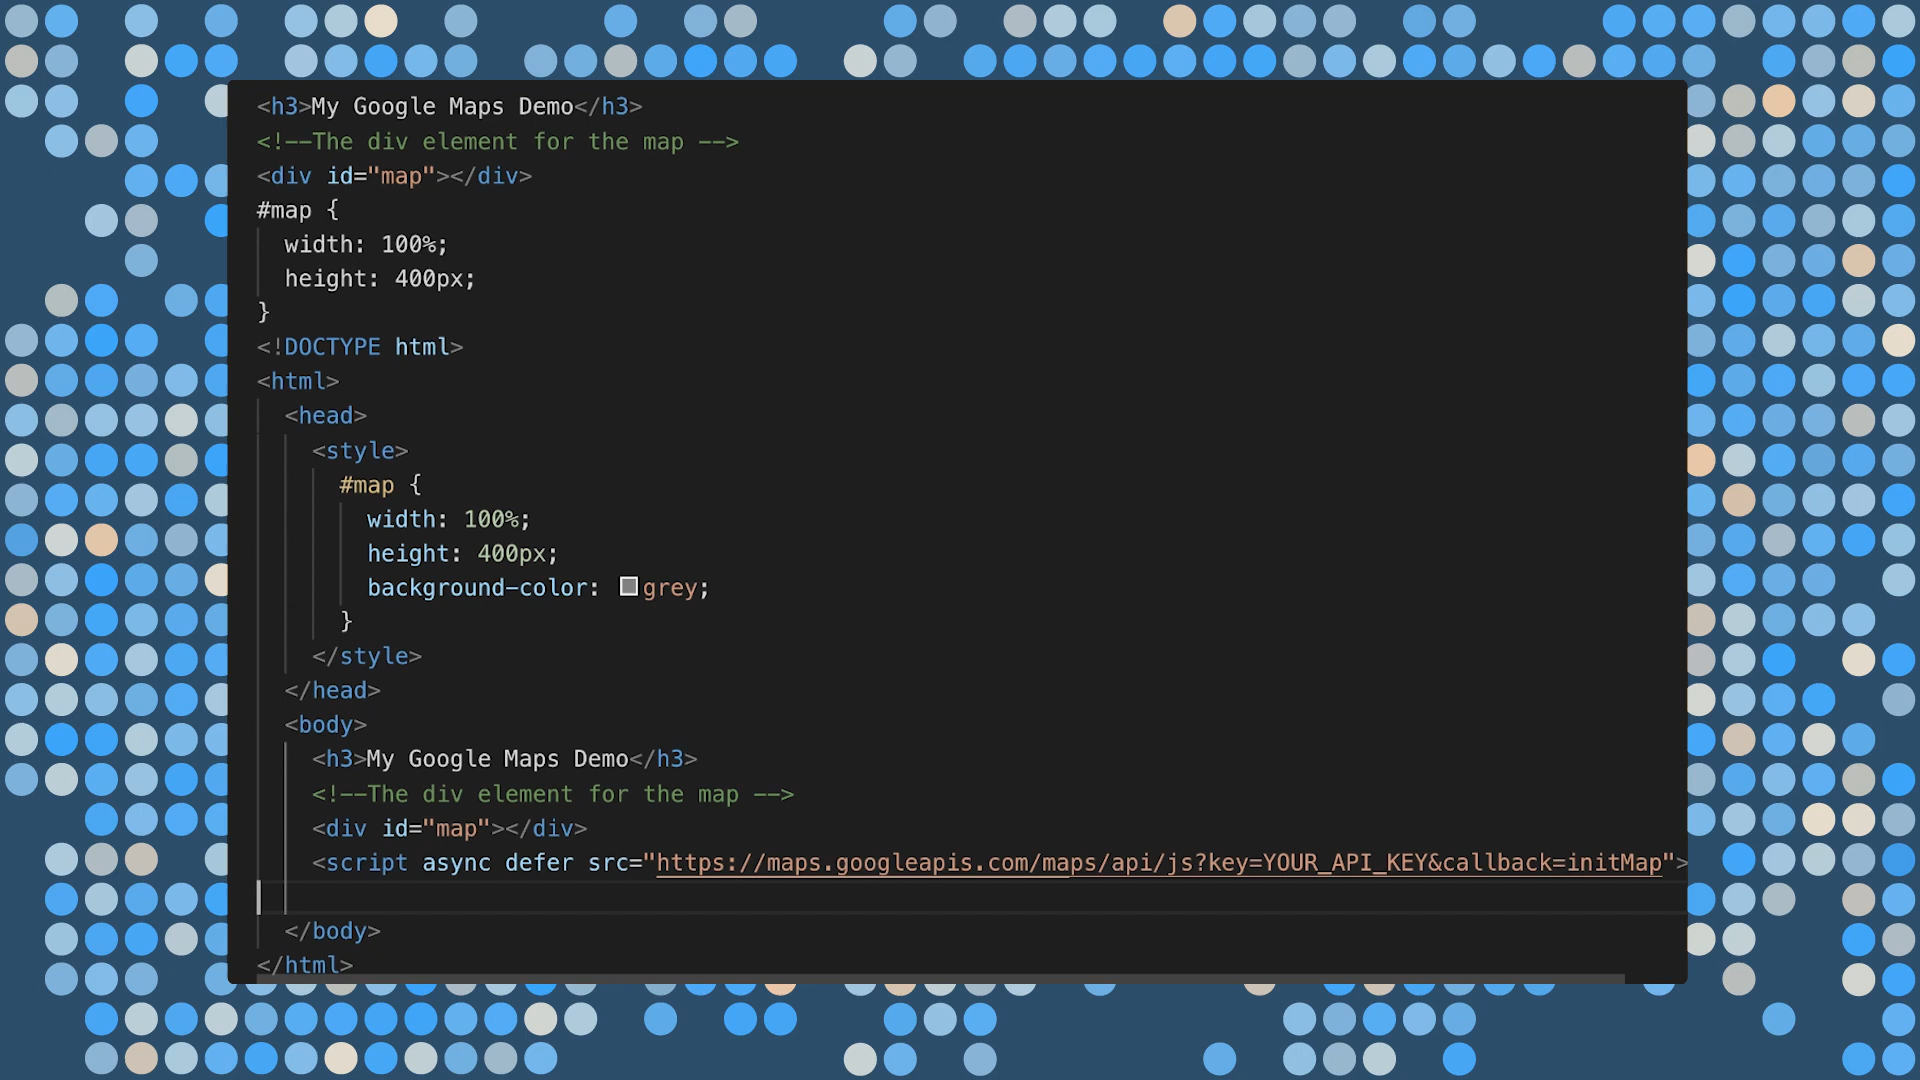 <h3>My Google Maps Demo</h3>
<!--The div element for the map -->
<div id="map"></div>
#map {
width: 100%;
height: 400px;
}
<!DOCTYPE html>
<html>
<head>
<style>
#map {
width: 100%;
height: 400px;
background-color: grey;
}
</style>
</head>
<body>
<h3>My Google Maps Demo</h3>
<!--The div element for the map -->
<div id="map"></div>
<script async defer src="https://maps.googleapis.com/maps/api/js?key=YOUR_API_KEY&callback=initMap">
</body>
</html>